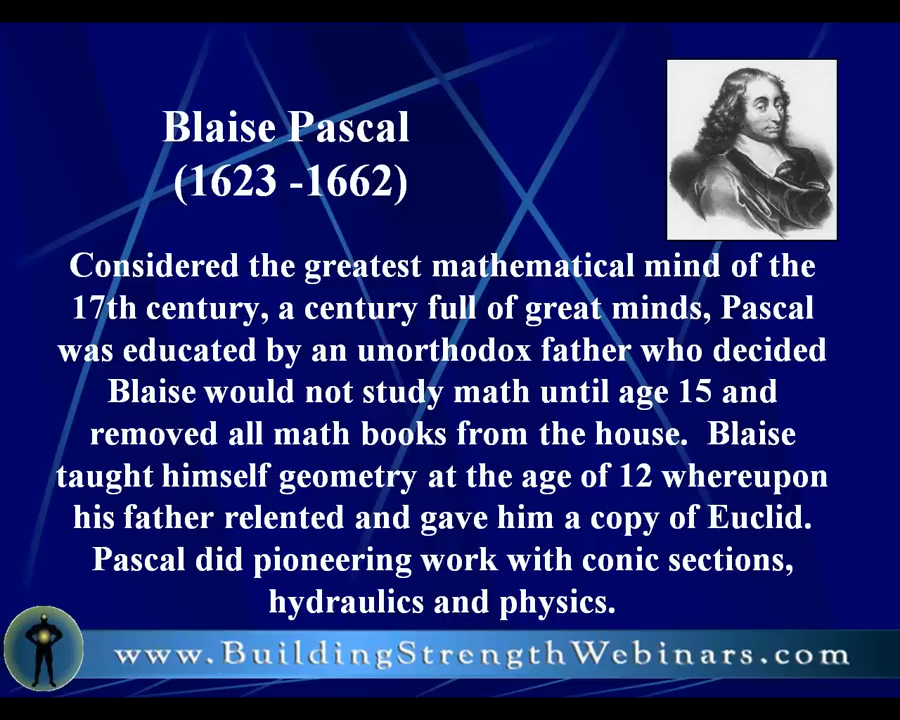 Blaise Pascal
(1623 -1662)
Considered the greatest mathematical mind of the
17th century, a century full of great minds, Pascal
was educated by an unorthodox father who decided
Blaise would not study math until age 15 and
removed all math books from the house.  Blaise
taught himself geometry at the age of 12 whereupon
his father relented and gave him a copy of Euclid.
Pascal did pioneering work with conic sections,
hydraulics and physics.
www.BuildingStrengthWebinars.com